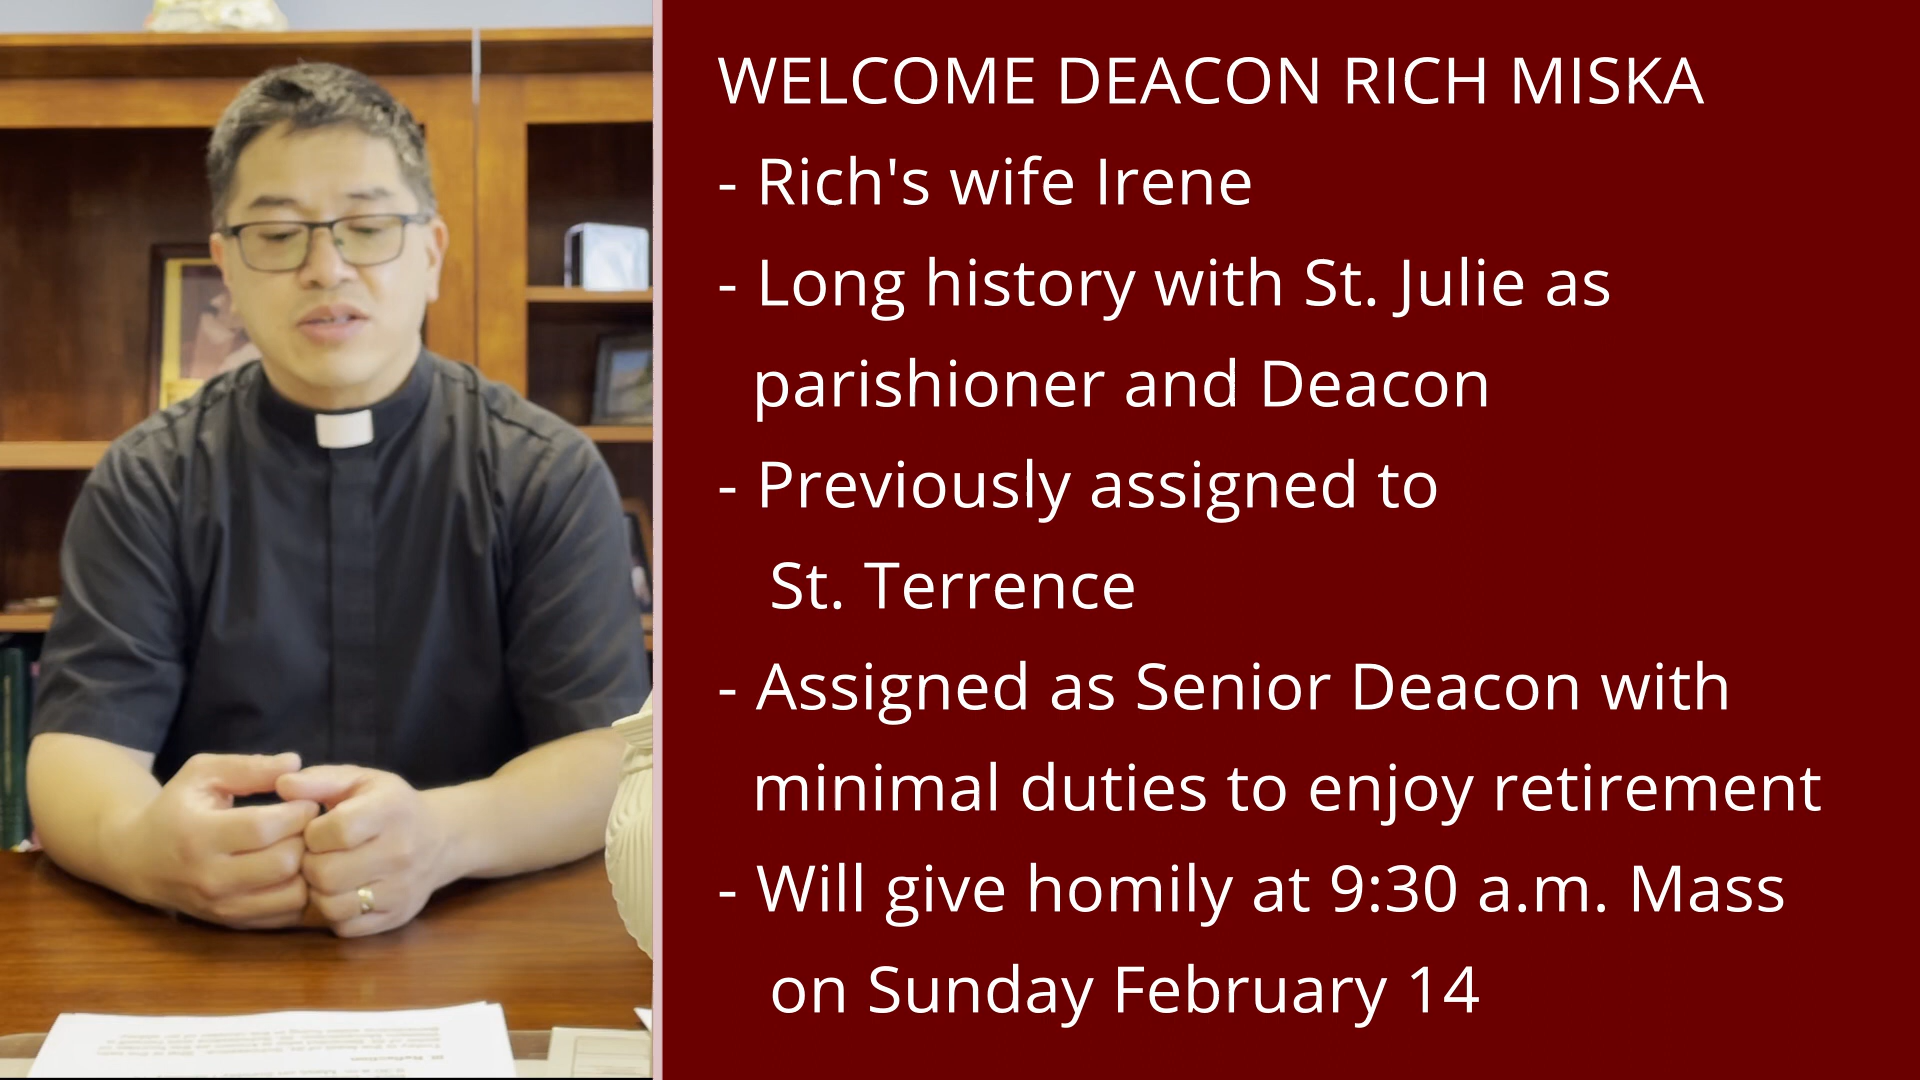 WELCOME DEACON RICH MISKA
- Rich's wife Irene
- Long history with St. Julie as
parishioner and Deacon
- Previously assigned to
St. Terrence
- Assigned as Senior Deacon with
minimal duties to enjoy retirement
- Will give homily at 9:30 a.m. Mass
on Sunday February 14